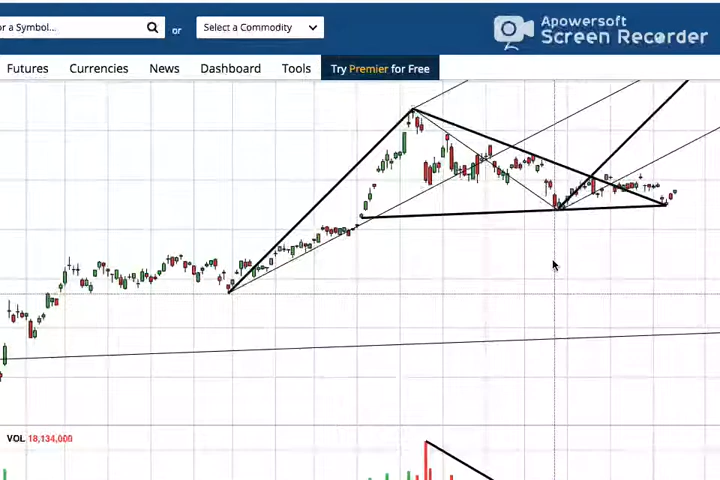 or a Symbol...
or
Select a Commodity
Apowersoft
Screen Recorder
Futures
Currencies
News
Dashboard
Tools
Try Premier for Free
VOL 18,134,000